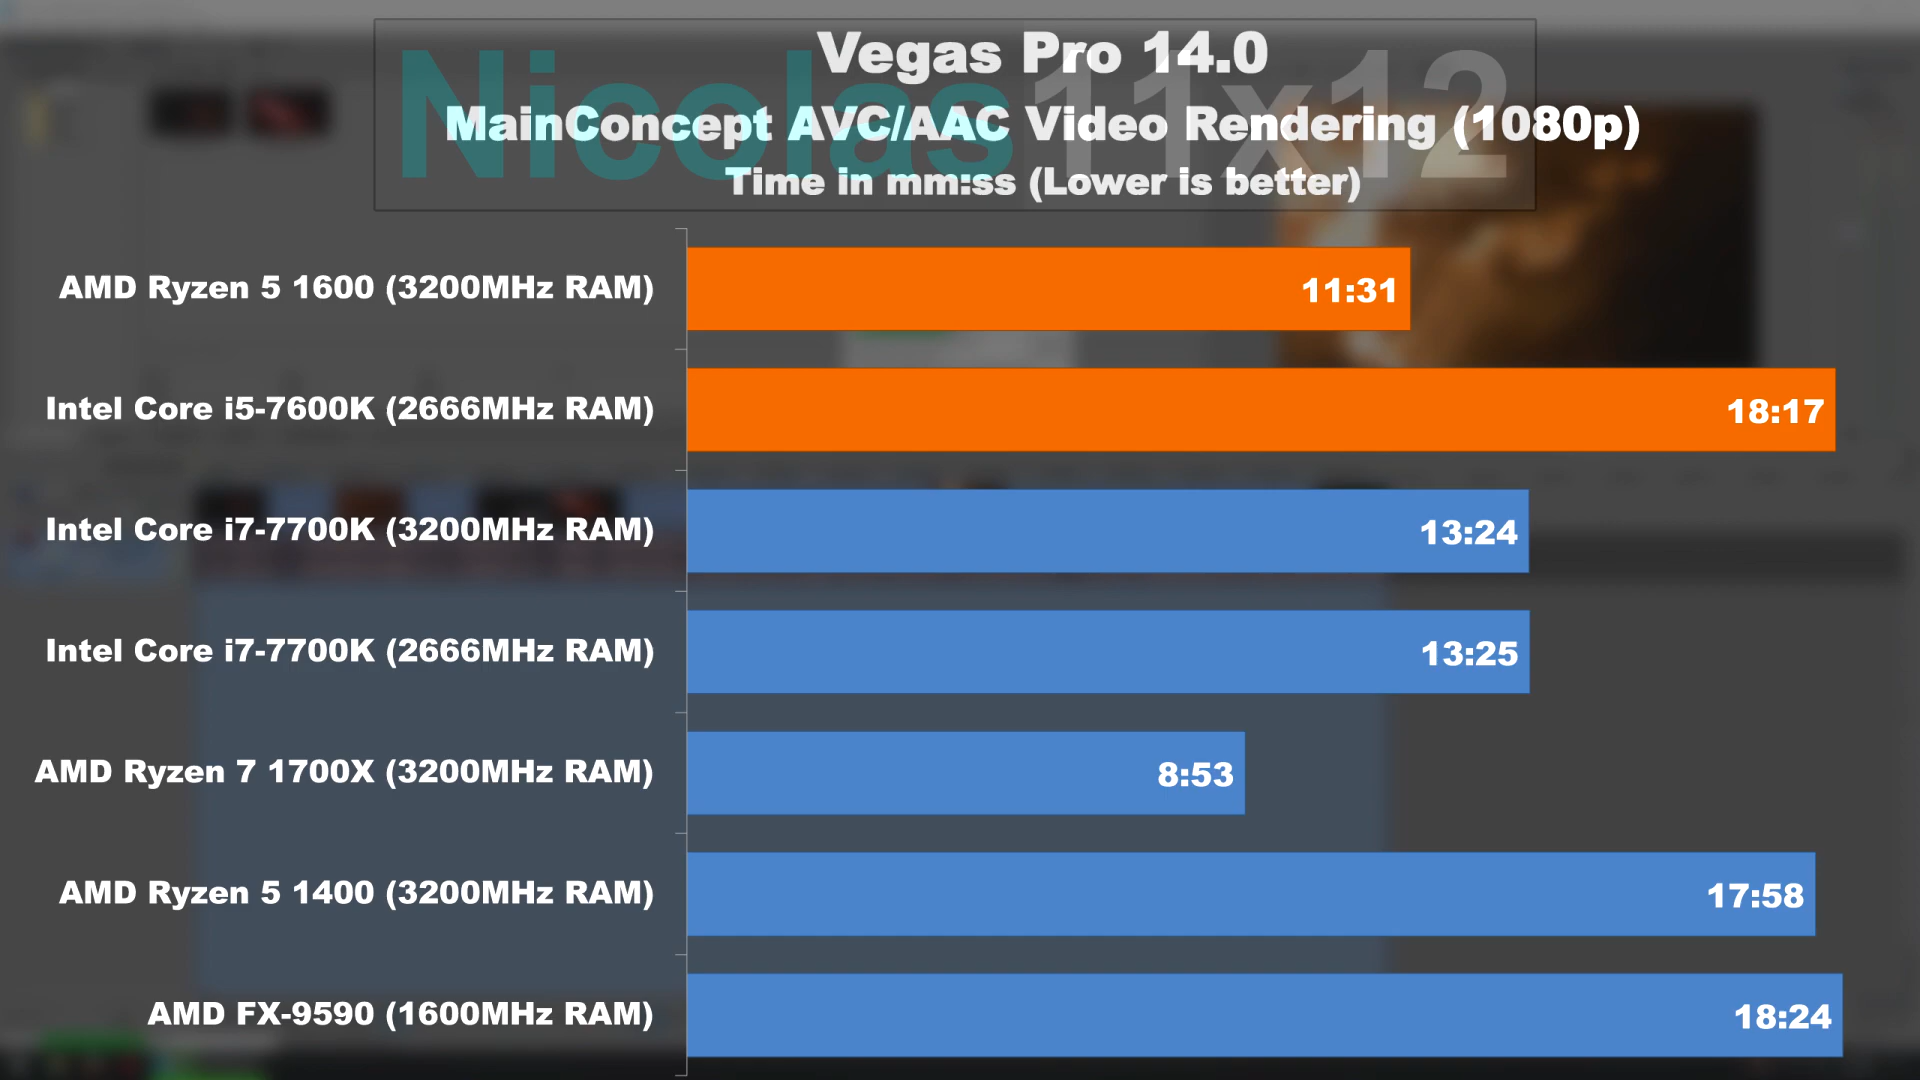 Nicolas11x12
Vegas Pro 14.0
MainConcept AVC/AAC Video Rendering (1080p)
Time in mm:ss (Lower is better)
AMD Ryzen 5 1600 (3200MHz RAM) 11:31
Intel Core i5-7600K (2666MHz RAM) 18:17
Intel Core i7-7700K (3200MHz RAM) 13:24
Intel Core i7-7700K (2666MHz RAM) 13:25
AMD Ryzen 7 1700X (3200MHz RAM) 8:53
AMD Ryzen 5 1400 (3200MHz RAM) 17:58
AMD FX-9590 (1600MHz RAM) 18:24